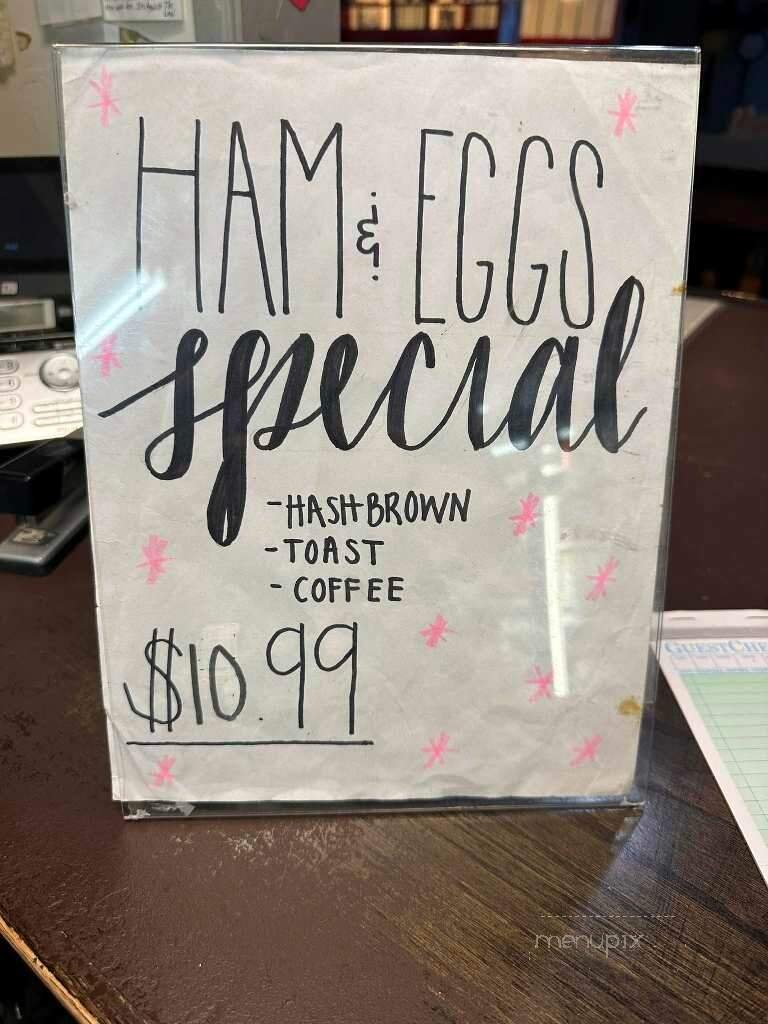 HAM & EGGS
special
-HASHBROWN
-TOAST
- COFFEE
$10.99
GUESTCHE
menupix